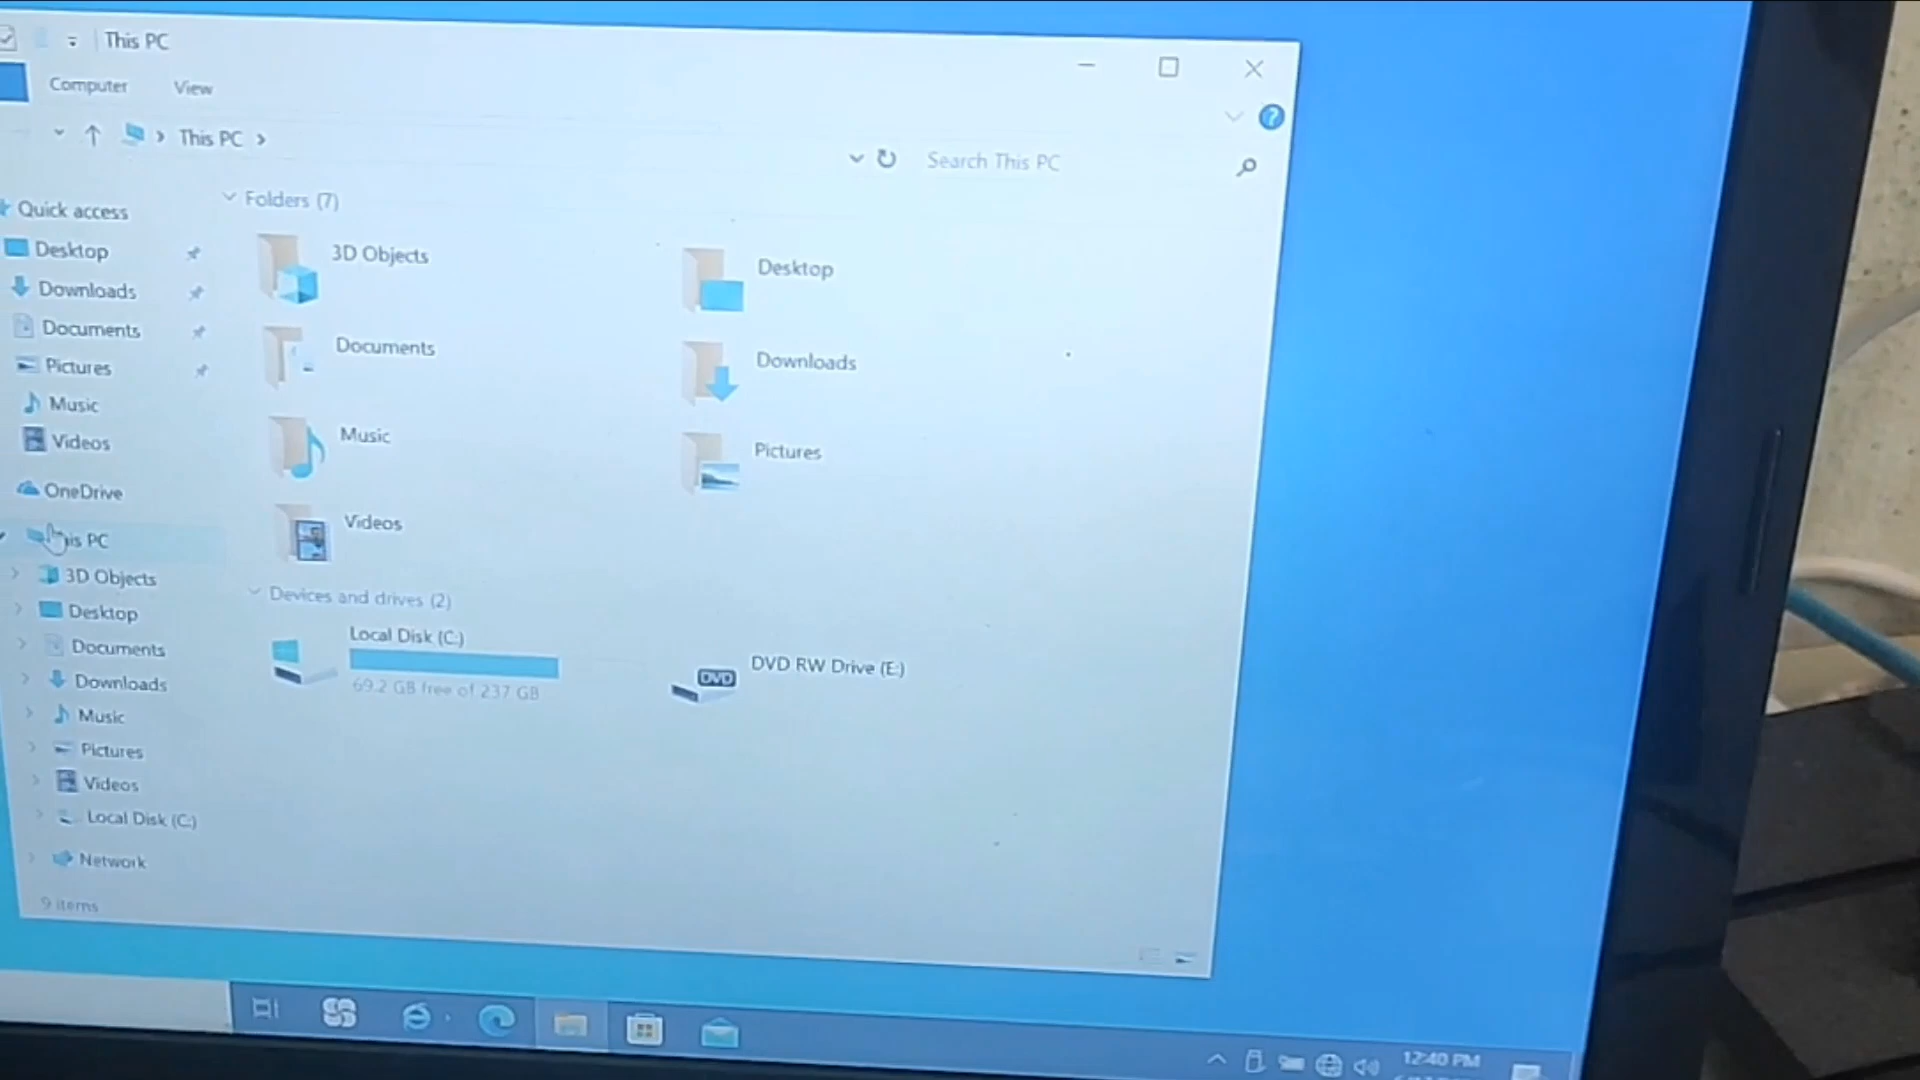 This PC
Computer View
This PC
Search This PC
Quick access
Desktop
Downloads
Documents
Pictures
Music
Videos
OneDrive
This PC
3D Objects
Desktop
Documents
Downloads
Music
Pictures
Videos
Local Disk (C:)
Network
9 items
Folders (7)
3D Objects
Desktop
Documents
Downloads
Music
Pictures
Videos
Devices and drives (2)
Local Disk (C:)
69.2 GB free of 237 GB
DVD
DVD RW Drive (E:)
12:40 PM